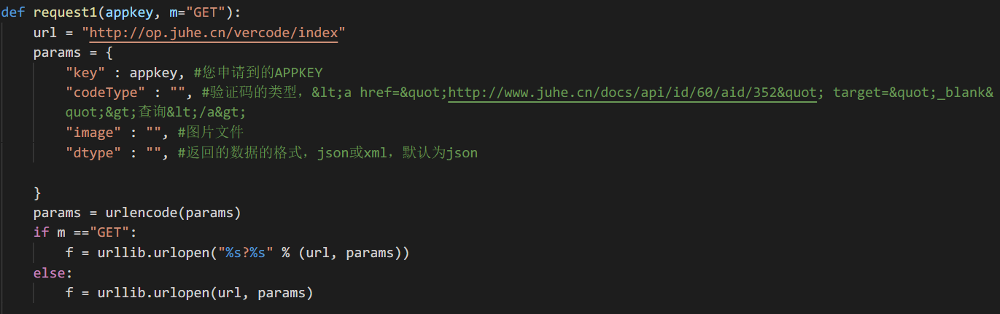 def request1(appkey, m="GET"):
    url = "http://op.juhe.cn/vercode/index"
    params = {
        "key" : appkey, #您申请到的APPKEY
        "codeType" : "", #验证码的类型，&lt;a href=&quot;http://www.juhe.cn/docs/api/id/60/aid/352&quot; target=&quot;_blank&
        quot;&gt;查询&lt;/a&gt;
        "image" : "", #图片文件
        "dtype" : "", #返回的数据的格式，json或xml，默认为json
    }
    params = urlencode(params)
    if m =="GET":
        f = urllib.urlopen("%s?%s" % (url, params))
    else:
        f = urllib.urlopen(url, params)